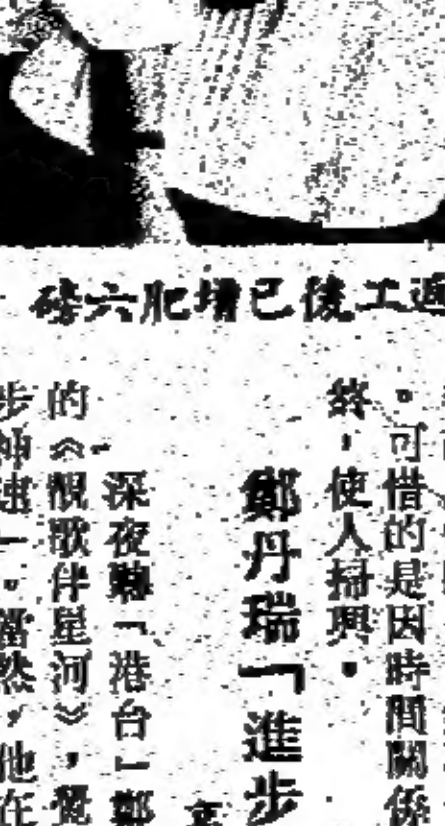 工後已增肥六磅
。可惜的是因時間關係
終，使人掃興。
鄭丹瑞「進步
深夜聽「港台」鄭
的《靚歌伴星河》，覺
步神速」。當然，他在